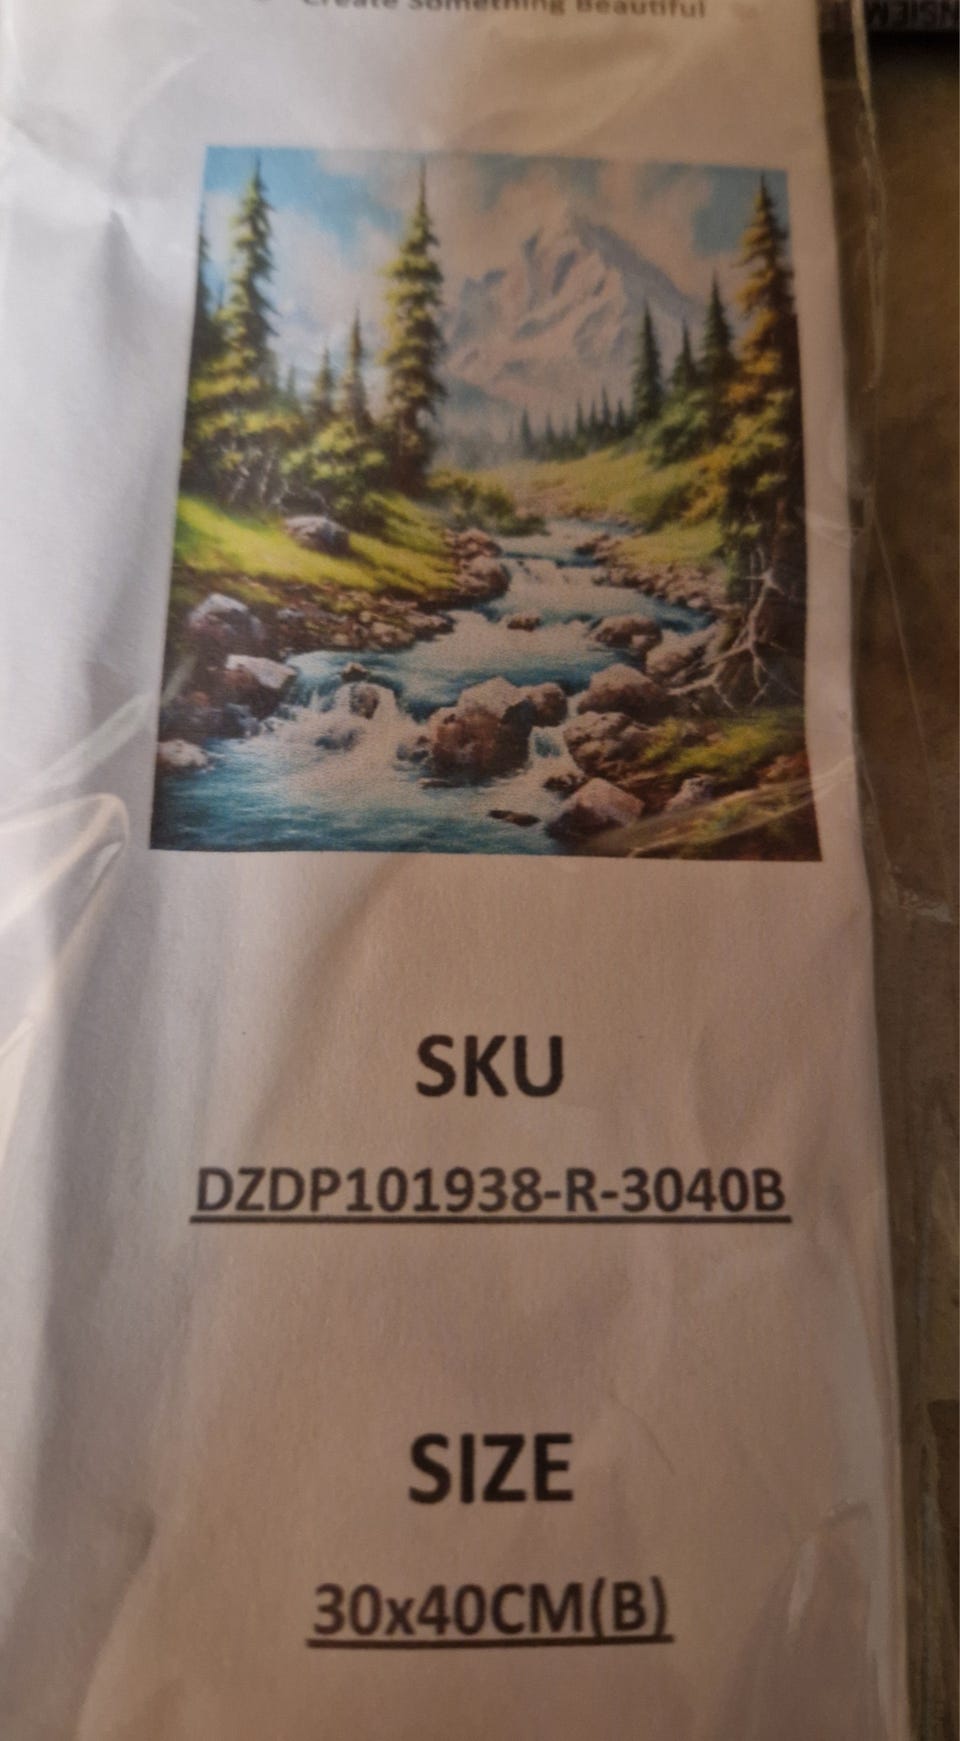 Create Something Beautiful
SKU
DZDP101938-R-3040B
SIZE
30x40CM(B)